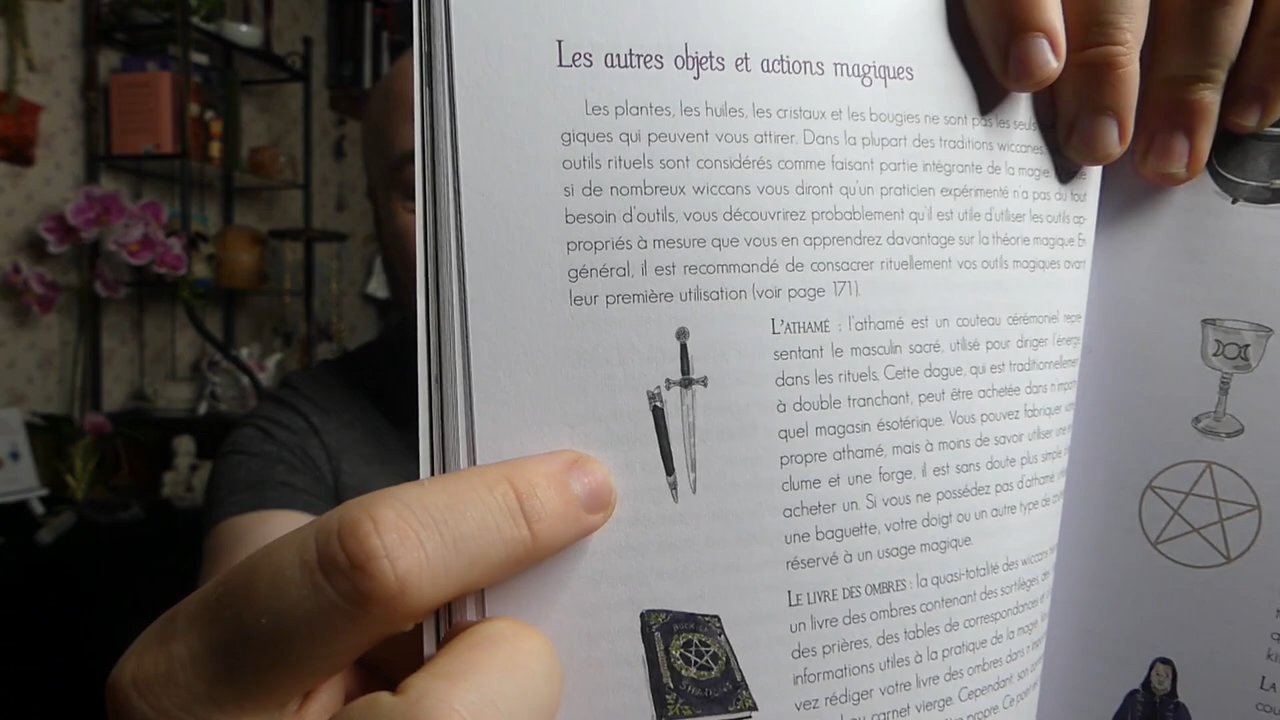 Les autres objets et actions magiques
Les plantes, les huiles, les cristaux et les bougies ne sont pas les seuls
giques qui peuvent vous attirer. Dans la plupart des traditions wiccanes
outils rituels sont considérés comme faisant partie intégrante de la magie
si de nombreux wiccans vous diront qu'un praticien expérimenté n'a pas du tout
besoin d'outils, vous découvrirez probablement qu'il est utile d'utiliser les outils ap-
propriés à mesure que vous en apprendrez davantage sur la théorie magique. En
général, il est recommandé de consacrer rituellement vos outils magiques avant
leur première utilisation (voir page 171).
L'ATHAMÉ : l'athamé est un couteau cérémoniel repré
sentant le masculin sacré, utilisé pour diriger l'énergie
dans les rituels. Cette dague, qui est traditionnellement
à double tranchant, peut être achetée dans n'importe
quel magasin ésotérique. Vous pouvez fabriquer
propre athamé, mais à moins de savoir utiliser une
clume et une forge, il est sans doute plus simple
acheter un. Si vous ne possédez pas d'athamé,
une baguette, votre doigt ou un autre type de
réservé à un usage magique.
LE LIVRE DES OMBRES : la quasi-totalité des wiccans
un livre des ombres contenant des sortilèges
des prières, des tables de correspondances et
informations utiles à la pratique de la magie.
vez rédiger votre livre des ombres dans
ou carnet vierge. Cependant, son
propre. Ce
BOOK OF
SHADOWS
LA